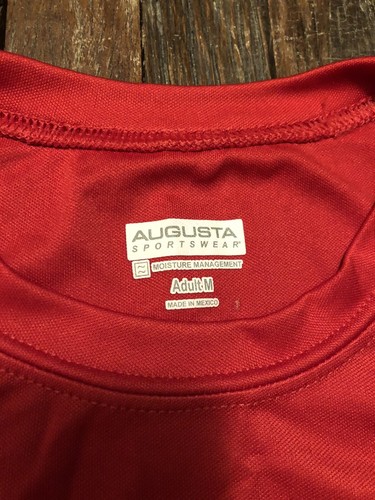 AUGUSTA
SPORTSWEAR®
MOISTURE MANAGEMENT
Adult-M
MADE IN MEXICO